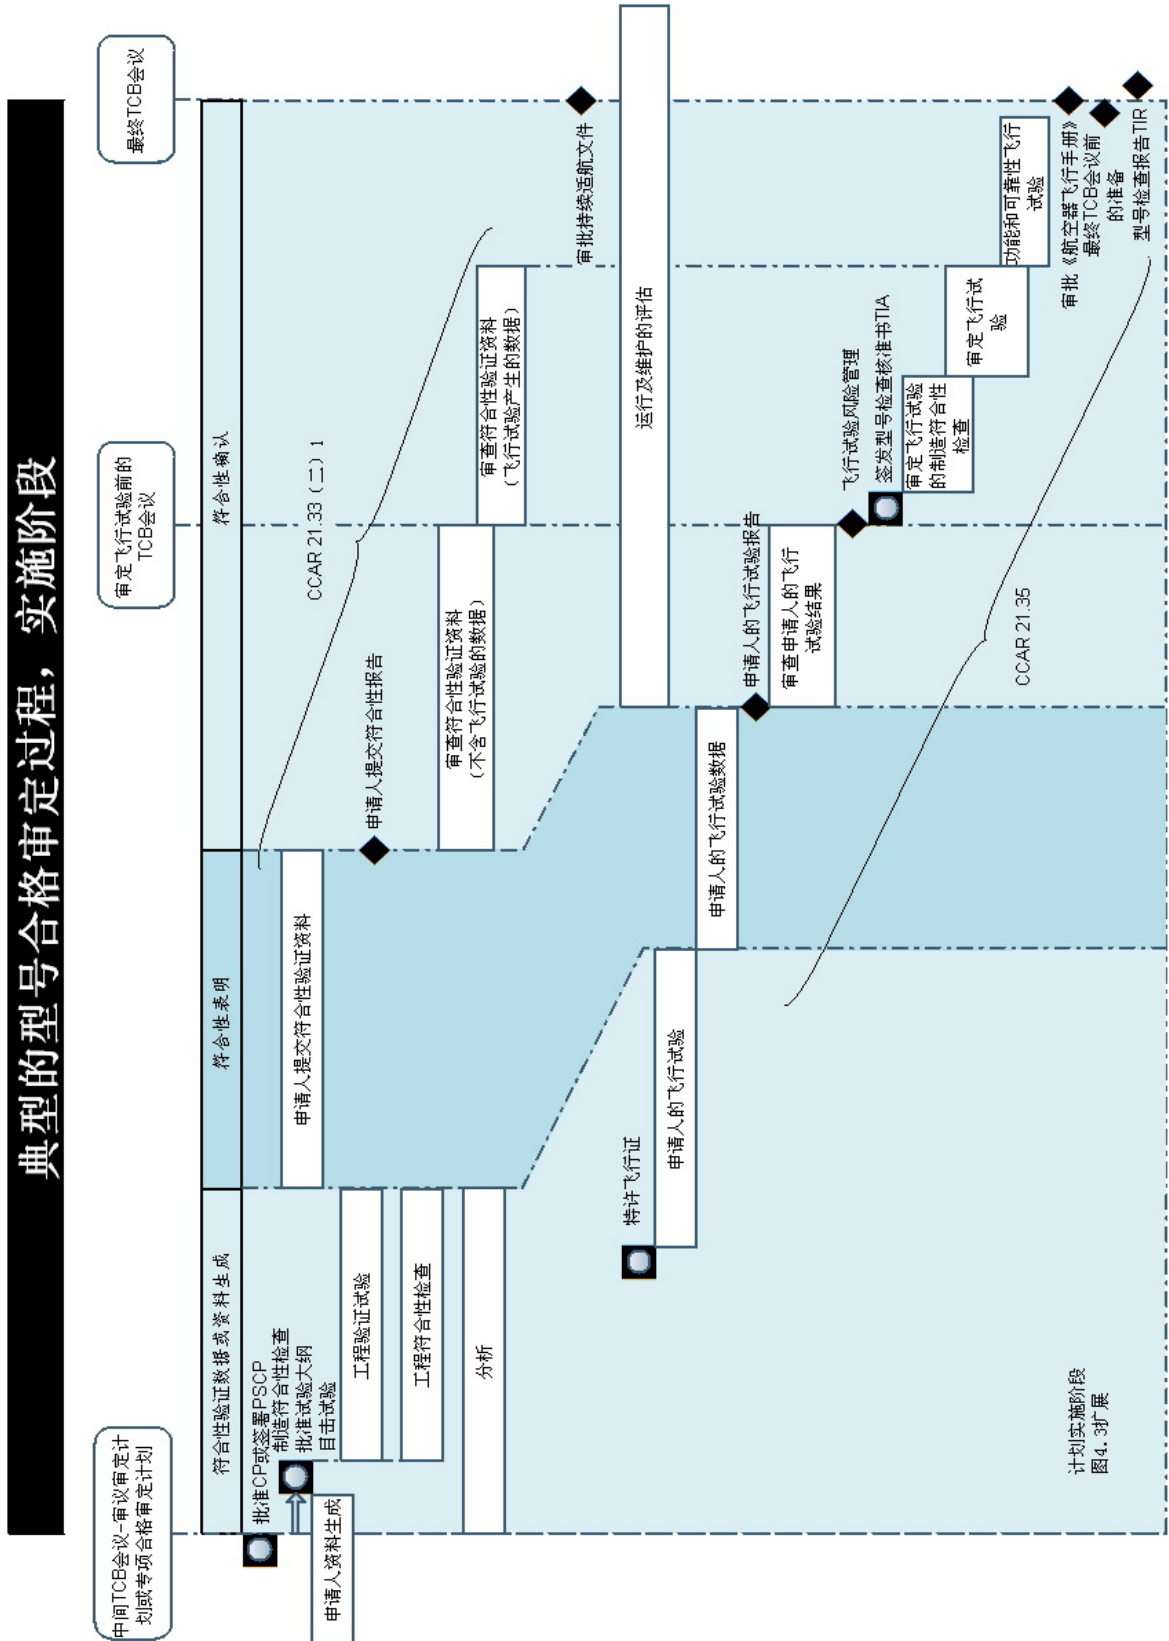 典型的型号合格审定过程，实施阶段
中间TCB会议-审议审定计
划或专项合格审定计划
审定飞行试验前的
TCB会议
最终TCB会议
符合性验证数据或资料生成
符合性表明
符合性确认
批准CP或签署PSCP
制造符合性检查
批准试验大纲
目击试验
申请人资料生成
申请人提交符合性验证资料
CCAR 21.33（二）1
工程验证试验
申请人提交符合性报告
工程符合性检查
审查符合性验证资料
（不含飞行试验的数据）
分析
审查符合性验证资料
（飞行试验产生的数据）
审批持续适航文件
特许飞行证
运行及维护的评估
申请人的飞行试验
申请人的飞行试验数据
申请人的飞行试验报告
审查申请人的飞行
试验结果
飞行试验风险管理
签发型号检查核准书TIA
审定飞行试验
的制造符合性
检查
审定飞行试
验
功能和可靠性飞行
试验
CCAR 21.35
审批《航空器飞行手册》
最终TCB会议前
的准备
型号检查报告TIR
计划实施阶段
图4.3扩展